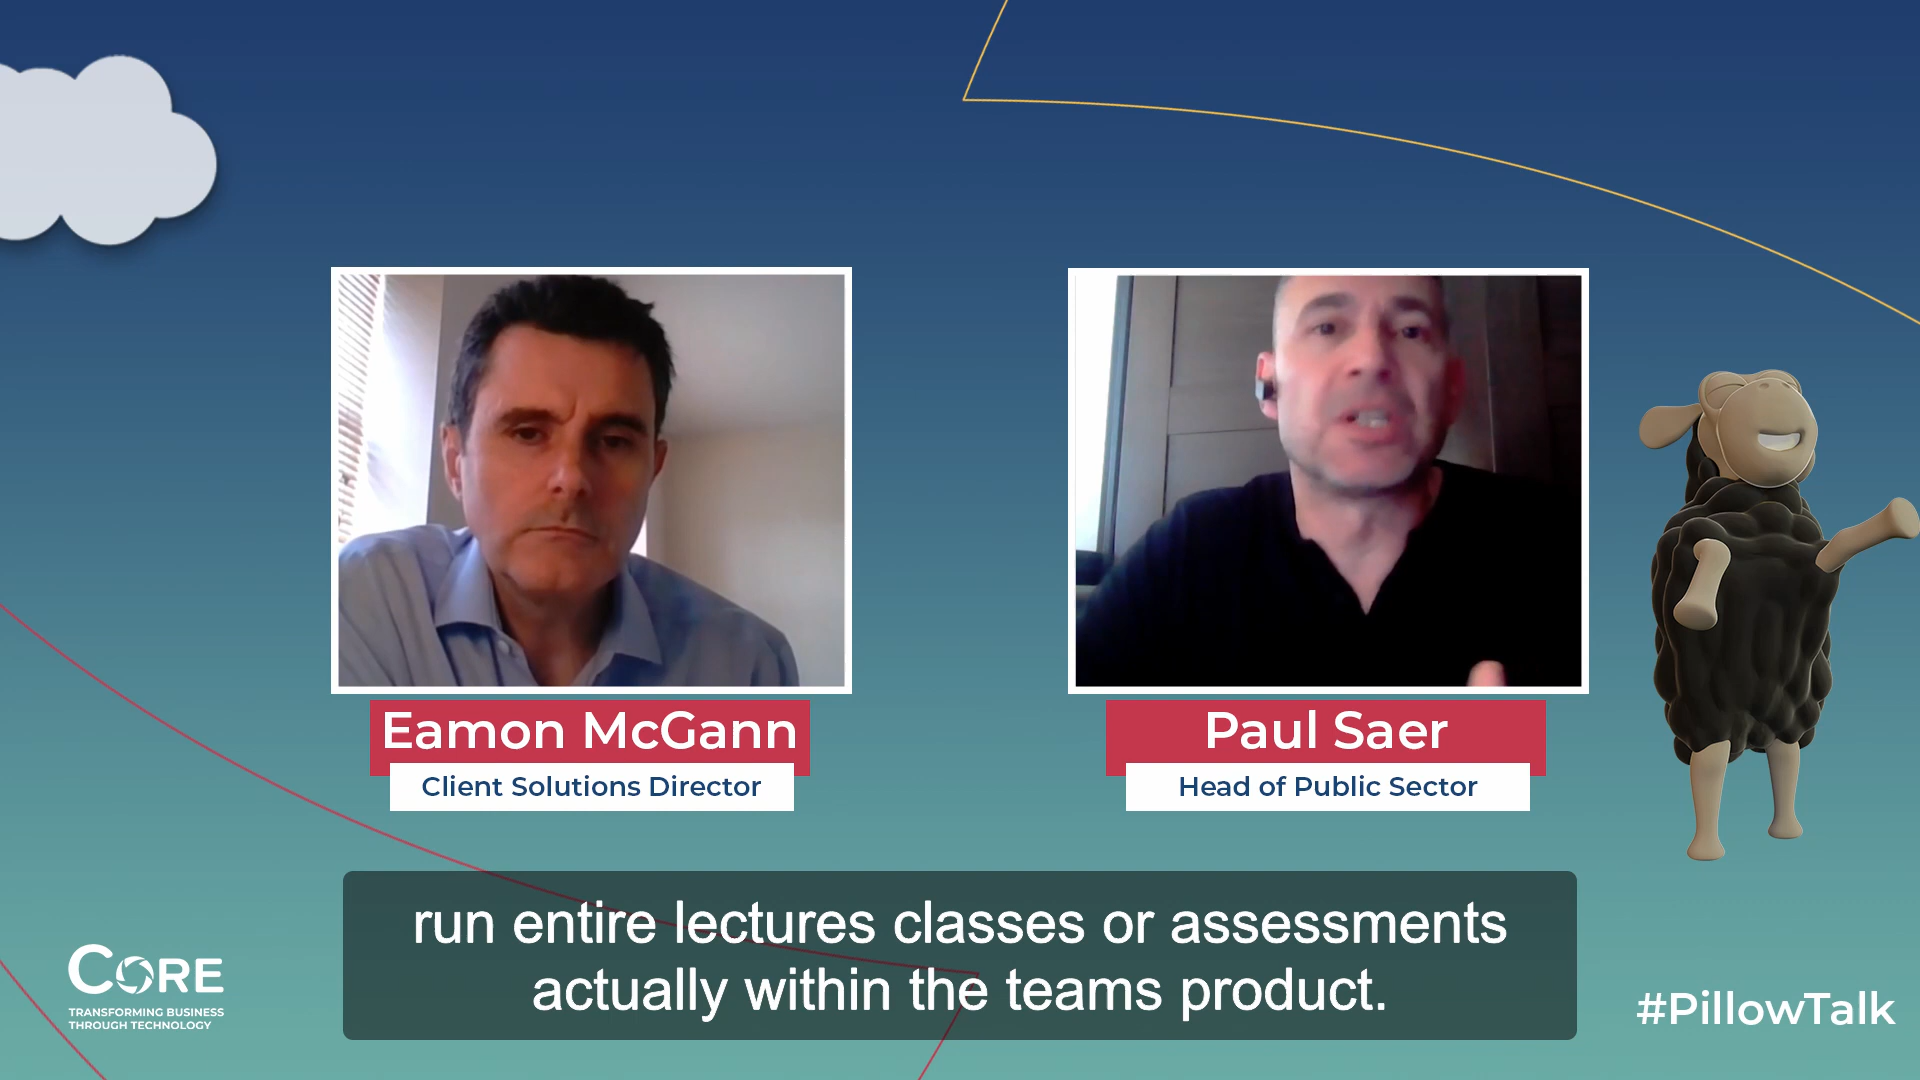 Eamon McGann
Client Solutions Director
Paul Saer
Head of Public Sector
run entire lectures classes or assessments
actually within the teams product.
CORE
TRANSFORMING BUSINESS
THROUGH TECHNOLOGY
#PillowTalk